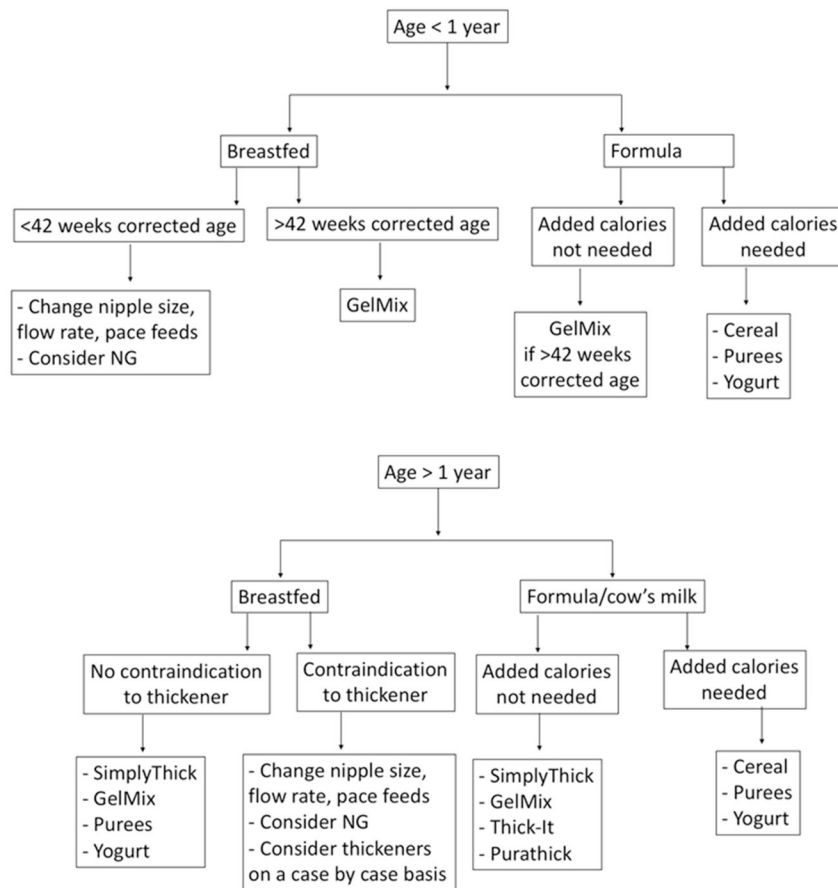 Age < 1 year
Breastfed
Formula
<42 weeks corrected age
>42 weeks corrected age
Added calories
not needed
Added calories
needed
- Change nipple size,
flow rate, pace feeds
- Consider NG
GelMix
GelMix
if >42 weeks
corrected age
- Cereal
- Purees
- Yogurt
Age > 1 year
Breastfed
Formula/cow's milk
No contraindication
to thickener
Contraindication
to thickener
Added calories
not needed
Added calories
needed
- SimplyThick
- GelMix
- Purees
- Yogurt
- Change nipple size,
flow rate, pace feeds
- Consider NG
- Consider thickeners
on a case by case basis
- SimplyThick
- GelMix
- Thick-It
- Purathick
- Cereal
- Purees
- Yogurt